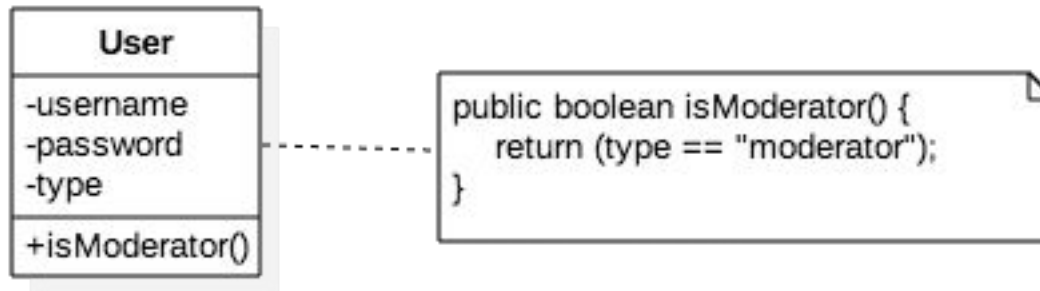 User
-username
-password
-type
+isModerator()
public boolean isModerator() {
return (type == "moderator");
}